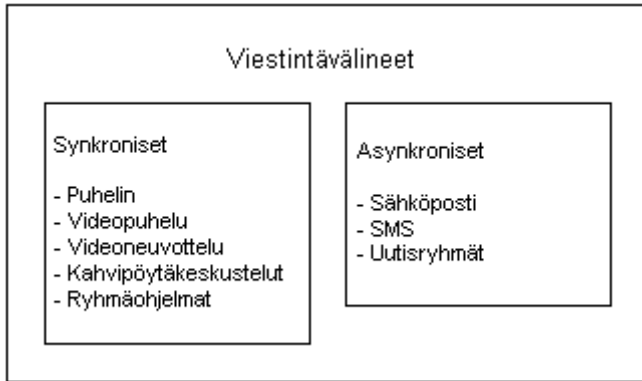 Viestintävälineet
Synkroniset
- Puhelin
- Videopuhelu
- Videoneuvottelu
- Kahvipöytäkeskustelut
- Ryhmäohjelmat
Asynkroniset
- Sähköposti
- SMS
- Uutisryhmät